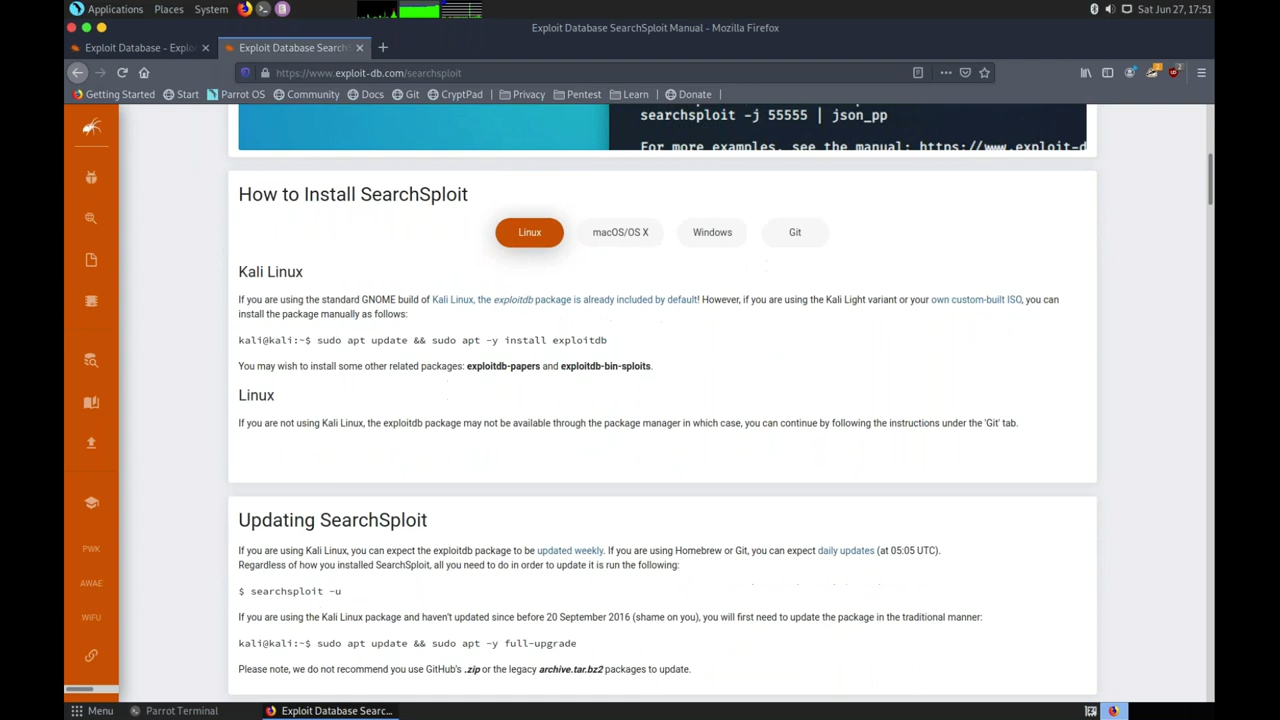 Applications Places System Sat Jun 27, 17:51
Exploit Database SearchSploit Manual - Mozilla Firefox
Exploit Database - Explo Exploit Database SearchS
https://www.exploit-db.com/searchsploit
Getting Started Start Parrot OS Community Docs Git CryptPad Privacy Pentest Learn Donate
searchsploit -j 55555 | json_pp
For more examples, see the manual: https://www.exploit-d
How to Install SearchSploit
Linux macOS/OS X Windows Git
Kali Linux
If you are using the standard GNOME build of Kali Linux, the exploitdb package is already included by default! However, if you are using the Kali Light variant or your own custom-built ISO, you can
install the package manually as follows:
kali@kali:~$ sudo apt update && sudo apt -y install exploitdb
You may wish to install some other related packages: exploitdb-papers and exploitdb-bin-sploits.
Linux
If you are not using Kali Linux, the exploitdb package may not be available through the package manager in which case, you can continue by following the instructions under the 'Git' tab.
Updating SearchSploit
If you are using Kali Linux, you can expect the exploitdb package to be updated weekly. If you are using Homebrew or Git, you can expect daily updates (at 05:05 UTC).
Regardless of how you installed SearchSploit, all you need to do in order to update it is run the following:
$ searchsploit -u
If you are using the Kali Linux package and haven't updated since before 20 September 2016 (shame on you), you will first need to update the package in the traditional manner:
kali@kali:~$ sudo apt update && sudo apt -y full-upgrade
Please note, we do not recommend you use GitHub's .zip or the legacy archive.tar.bz2 packages to update.
PWK
AWAE
WIFU
Menu Parrot Terminal Exploit Database Searc...